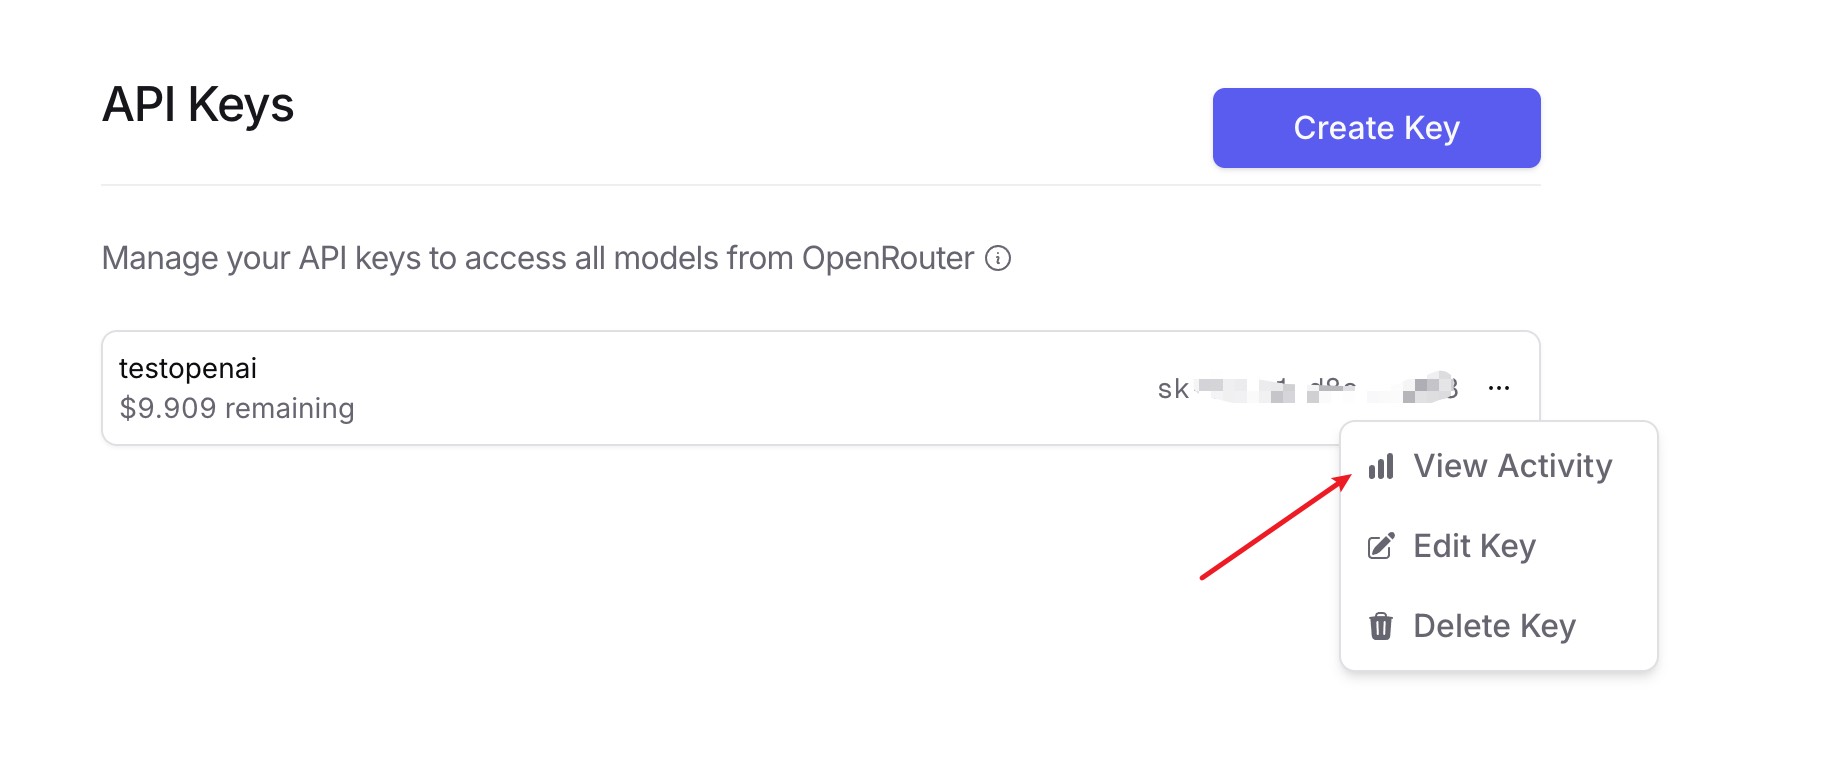 API Keys
Create Key
Manage your API keys to access all models from OpenRouter
testopenai
$9.909 remaining
sk
View Activity
Edit Key
Delete Key